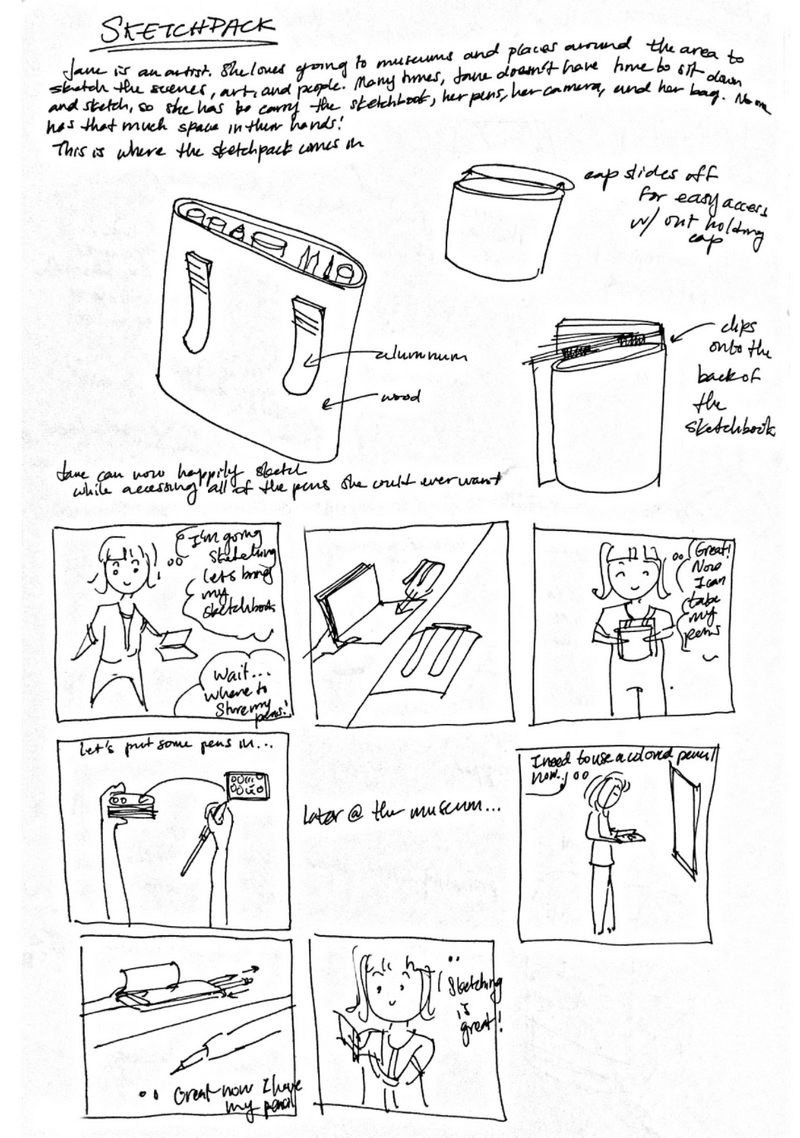 SKETCHPACK
Jane is an artist. She loves going to museums and places around the area to
sketch the scenes, art, and people. Many times, Jane doesn't have time to sit down
and sketch, so she has to carry the sketchbook, her pens, her camera, and her bag. No one
has that much space in their hands!
This is where the sketchpack comes in
cap slides off
for easy access
w/ out holding
cap
aluminum
wood
clips
onto the
back of
the
sketchbook
Jane can now happily sketch
while accessing all of the pens she could ever want
I'm going
sketching
let's bring
my
sketchbook
Wait...
where to
store my
pens!
Great!
Now
I can
take
my
pens
Let's put some pens in...
Later @ the museum...
I need to use a colored pencil
now..!
Great now I have
my pencil
Sketching
is
great!